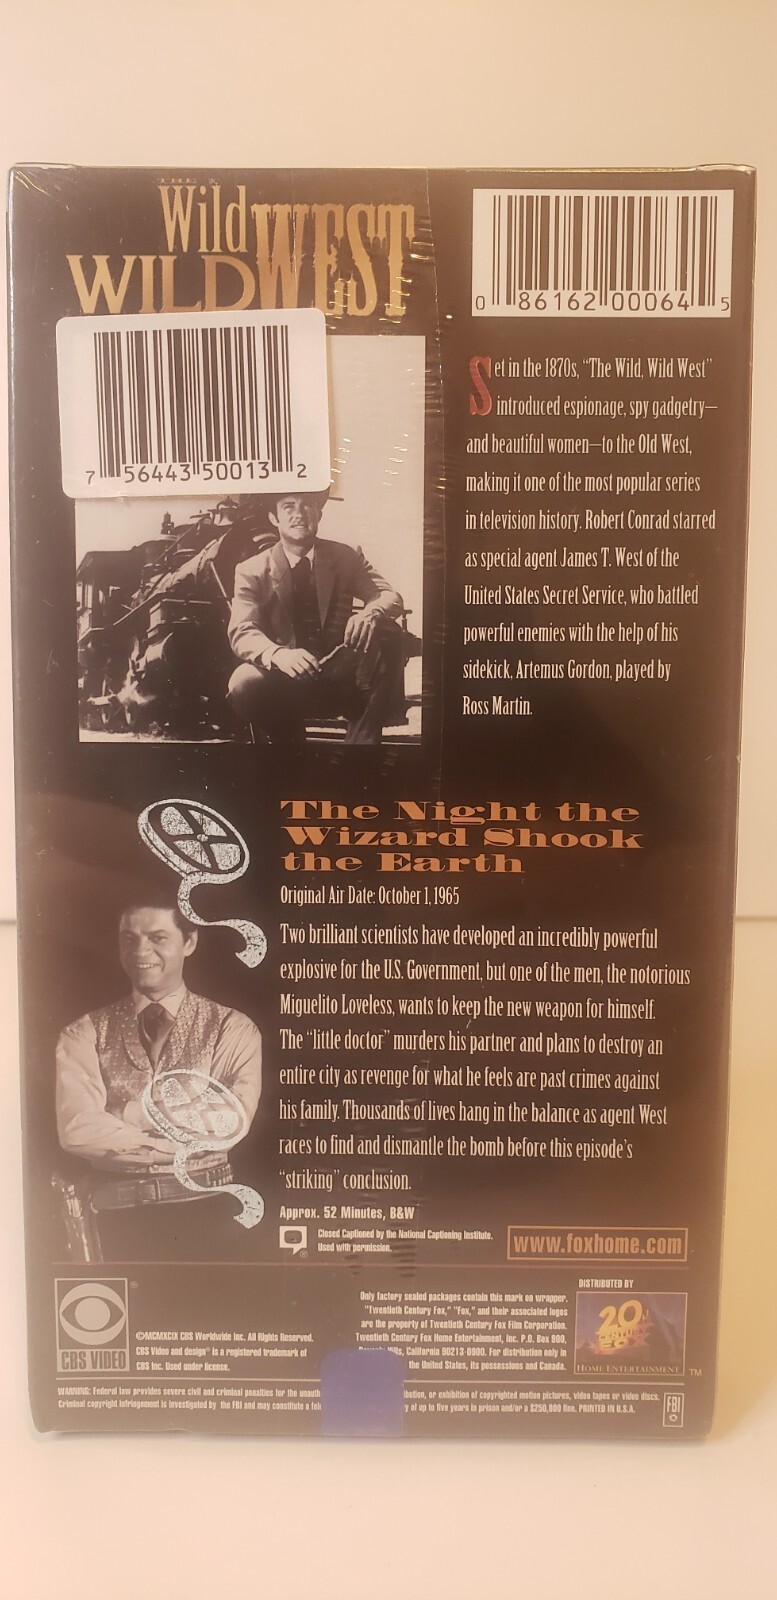 THE
Wild
WILD WEST
0 86162 00064 5
7 56443 50013 2
Set in the 1870s, “The Wild, Wild West”
introduced espionage, spy gadgetry—
and beautiful women—to the Old West,
making it one of the most popular series
in television history. Robert Conrad starred
as special agent James T. West of the
United States Secret Service, who battled
powerful enemies with the help of his
sidekick, Artemus Gordon, played by
Ross Martin.
The Night the
Wizard Shook
the Earth
Original Air Date: October 1, 1965
Two brilliant scientists have developed an incredibly powerful
explosive for the U.S. Government, but one of the men, the notorious
Miguelito Loveless, wants to keep the new weapon for himself.
The “little doctor” murders his partner and plans to destroy an
entire city as revenge for what he feels are past crimes against
his family. Thousands of lives hang in the balance as agent West
races to find and dismantle the bomb before this episode’s
“striking” conclusion.
Approx. 52 Minutes, B&W
Closed Captioned by the National Captioning Institute.
Used with permission.
www.foxhome.com
CBS VIDEO
®
©MCMXCIX CBS Worldwide Inc. All Rights Reserved.
CBS Video and design® is a registered trademark of
CBS Inc. Used under license.
Only factory sealed packages contain this mark on wrapper.
"Twentieth Century Fox," "Fox," and their associated logos
are the property of Twentieth Century Fox Film Corporation.
Twentieth Century Fox Home Entertainment, Inc. P.O. Box 900,
Hills, California 90213-0900. For distribution only in
the United States, its possessions and Canada.
DISTRIBUTED BY
20th
CENTURY
FOX
HOME ENTERTAINMENT
TM
WARNING: Federal law provides severe civil and criminal penalties for the unauth bution, or exhibition of copyrighted motion pictures, video tapes or video discs.
Criminal copyright infringement is investigated by the FBI and may constitute a fel y of up to five years in prison and/or a $250,000 fine. PRINTED IN U.S.A.
FBI